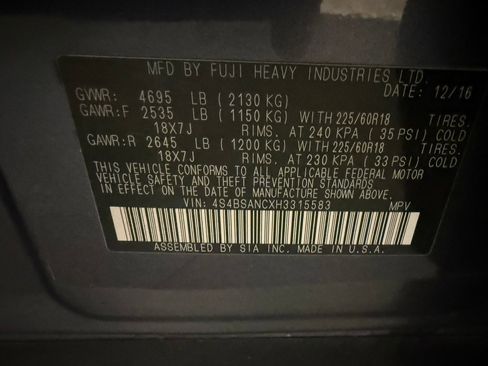 MFD BY FUJI HEAVY INDUSTRIES LTD.
DATE: 12/16
GVWR: 4695 LB (2130 KG)
GAWR:F 2535 LB (1150 KG) WITH 225/60R18 TIRES,
18X7J RIMS, AT 240 KPA (35 PSI) COLD
GAWR:R 2645 LB (1200 KG) WITH 225/60R18 TIRES,
18X7J RIMS, AT 230 KPA (33 PSI) COLD
THIS VEHICLE CONFORMS TO ALL APPLICABLE FEDERAL MOTOR
VEHICLE SAFETY AND THEFT PREVENTION STANDARDS
IN EFFECT ON THE DATE OF MANUFACTURE SHOWN ABOVE.
VIN: 4S4BSANCXH3315583 MPV
ASSEMBLED BY SIA INC. MADE IN U.S.A.